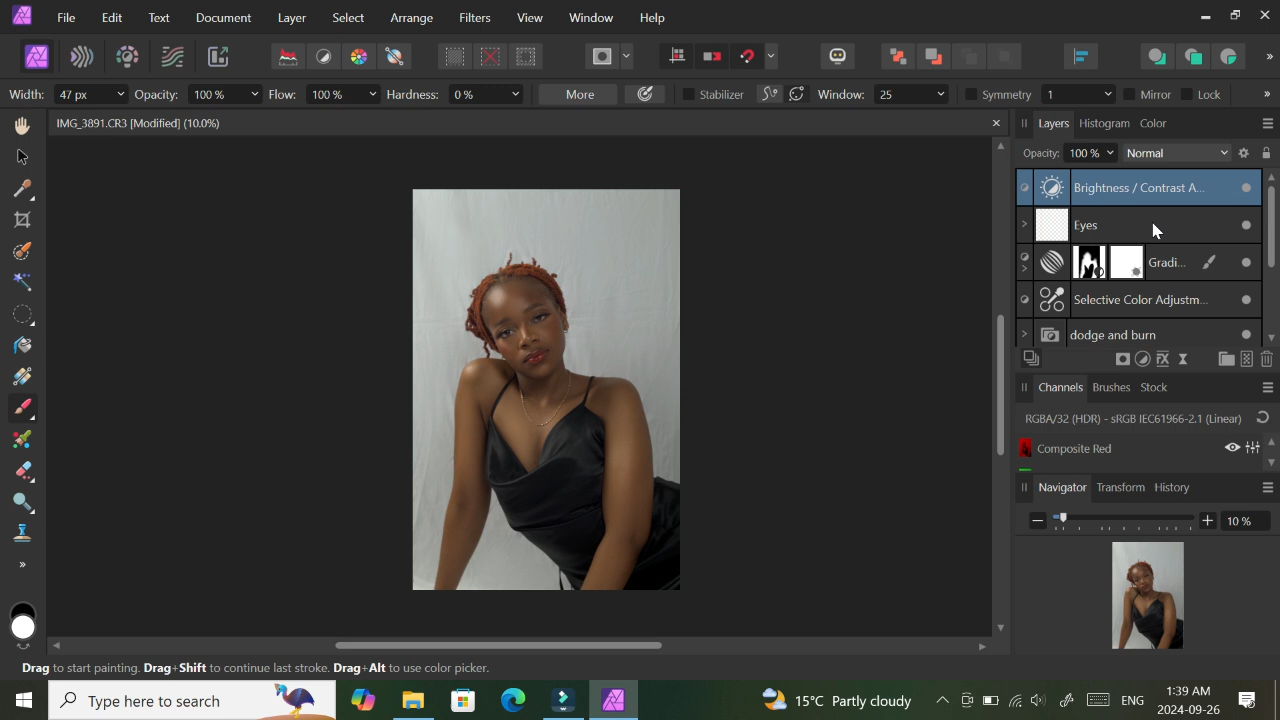 File Edit Text Document Layer Select Arrange Filters View Window Help
Width: 47 px Opacity: 100 % Flow: 100 % Hardness: 0 % More Stabilizer Window: 25 Symmetry 1 Mirror Lock
IMG_3891.CR3 [Modified] (10.0%)
Layers Histogram Color
Opacity: 100 % Normal
Brightness / Contrast A...
Eyes
Gradi...
Selective Color Adjustm...
dodge and burn
Channels Brushes Stock
RGBA/32 (HDR) - sRGB IEC61966-2.1 (Linear)
Composite Red
Navigator Transform History
10 %
Drag to start painting. Drag+Shift to continue last stroke. Drag+Alt to use color picker.
Type here to search
15°C Partly cloudy
ENG
1:39 AM
2024-09-26